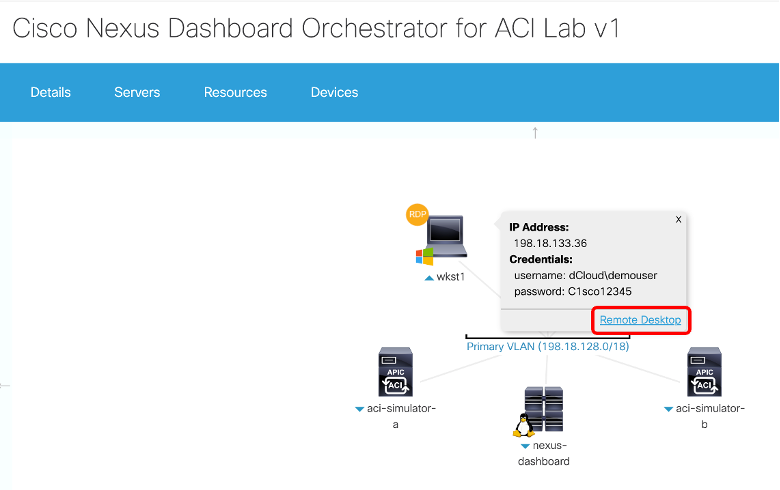 Cisco Nexus Dashboard Orchestrator for ACI Lab v1
Details Servers Resources Devices
RDP
wkst1
x
IP Address:
198.18.133.36
Credentials:
username: dCloud\demouser
password: C1sco12345
Remote Desktop
Primary VLAN (198.18.128.0/18)
APIC
ACI
aci-simulator-
a
nexus-
dashboard
APIC
ACI
aci-simulator-
b